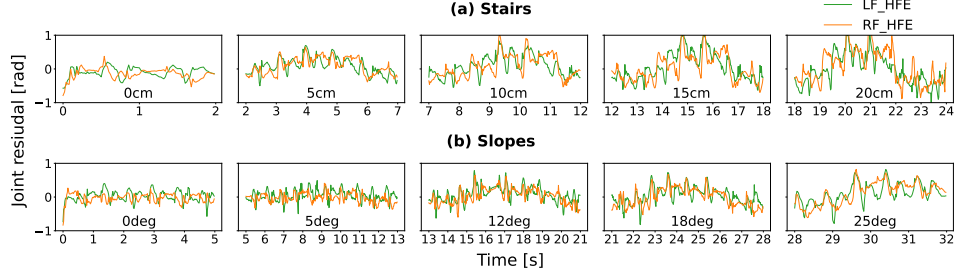 (a) Stairs
LF_HFE
RF_HFE
Joint resiudal [rad]
1
0
−1
0cm
5cm
10cm
15cm
20cm
0 1 2
2 3 4 5 6 7
7 8 9 10 11 12
12 13 14 15 16 17 18
18 19 20 21 22 23 24
(b) Slopes
1
0
−1
0deg
5deg
12deg
18deg
25deg
0 1 2 3 4 5
5 6 7 8 9 10 11 12 13
13 14 15 16 17 18 19 20 21
21 22 23 24 25 26 27 28
28 29 30 31 32
Time [s]